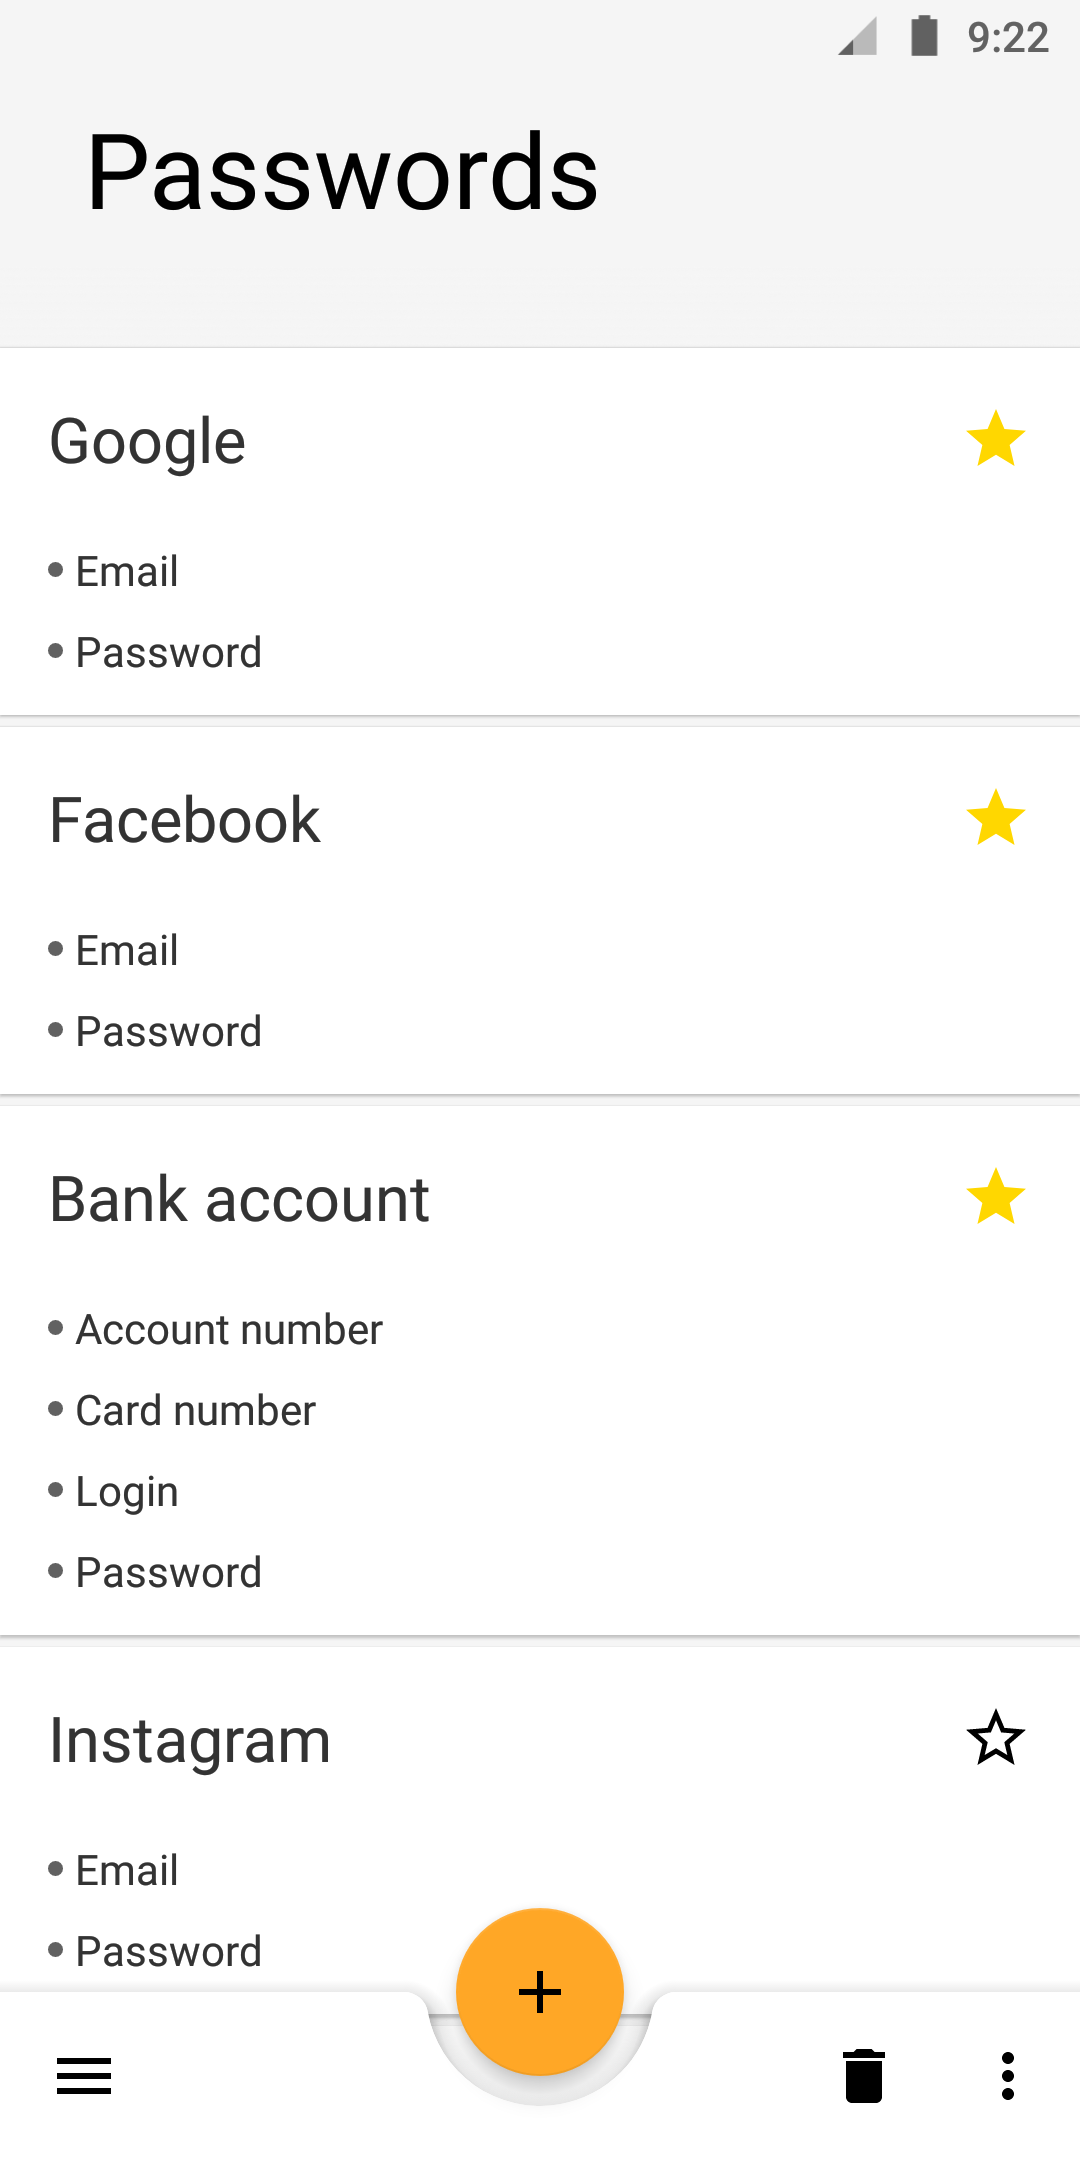 9:22
Passwords
Google
• Email
• Password
Facebook
• Email
• Password
Bank account
• Account number
• Card number
• Login
• Password
Instagram
• Email
• Password